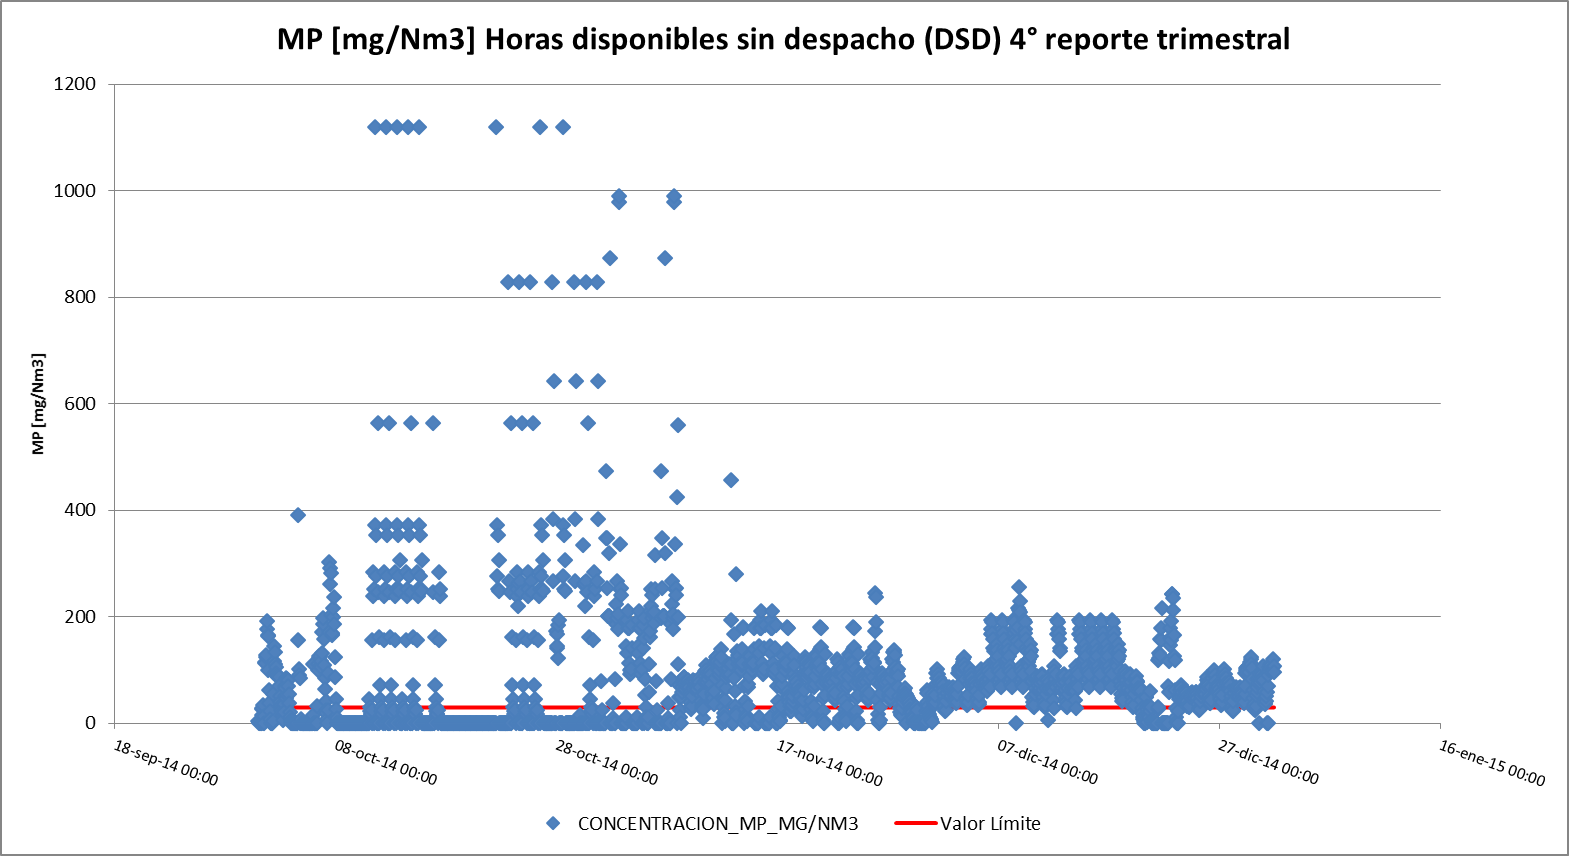 MP [mg/Nm3] Horas disponibles sin despacho (DSD) 4° reporte trimestral
1200
1000
800
600
400
200
0
MP [mg/Nm3]
18-sep-14 00:00
08-oct-14 00:00
28-oct-14 00:00
17-nov-14 00:00
07-dic-14 00:00
27-dic-14 00:00
16-ene-15 00:00
CONCENTRACION_MP_MG/NM3
Valor Límite